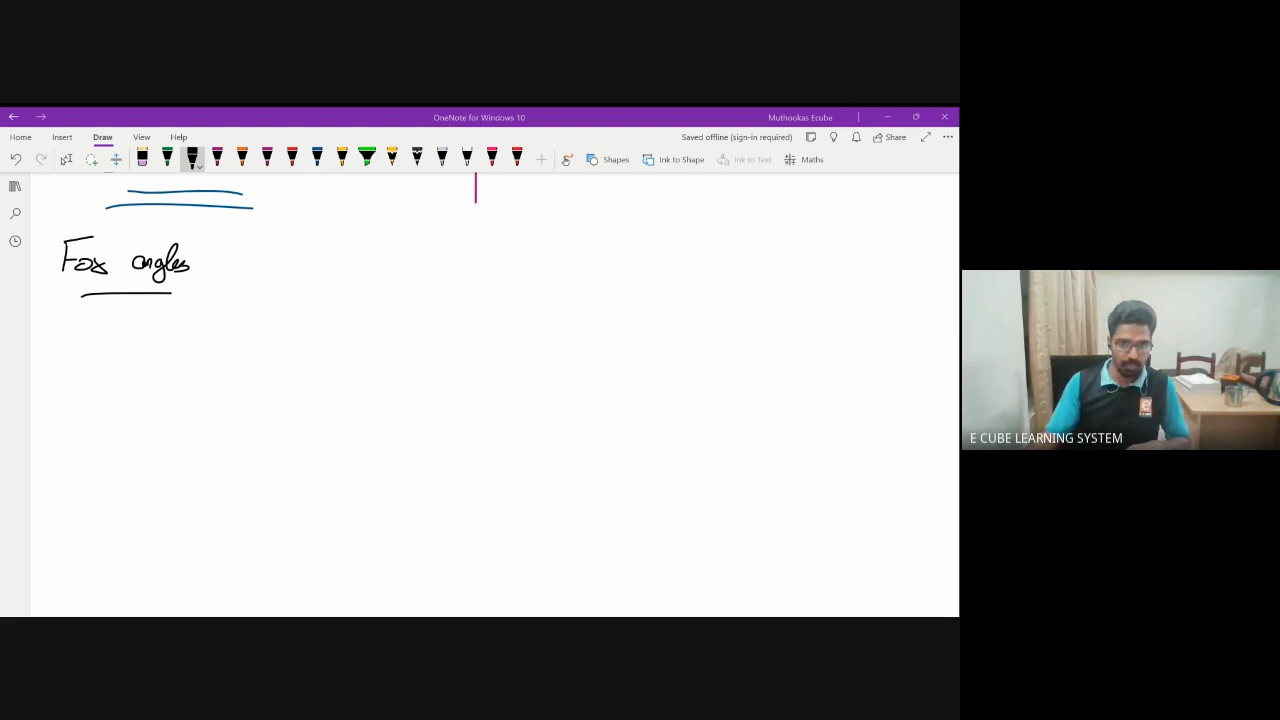 OneNote for Windows 10
Muthookas Ecube
Home Insert Draw View Help
Saved offline (sign-in required)
Share
Shapes
Ink to Shape
Ink to Text
Maths
For angles
e
E CUBE LEARNING SYSTEM